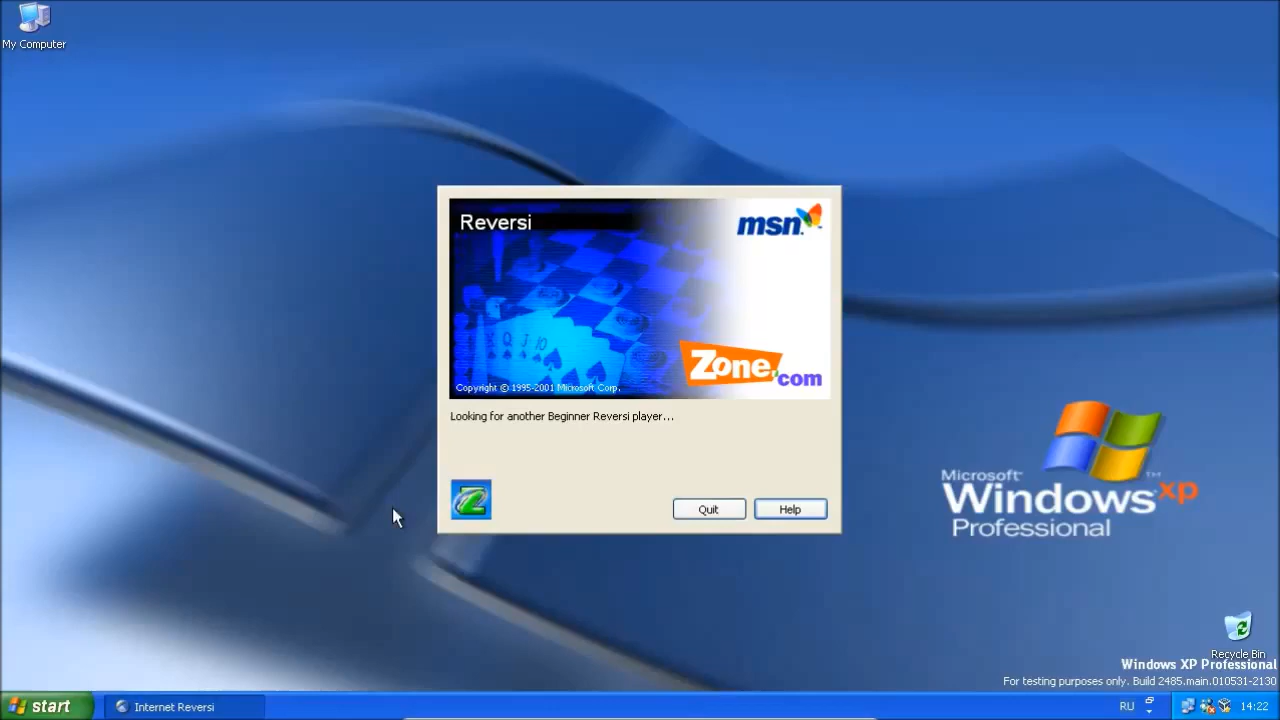 My Computer
Reversi
msn.
Q J 10
Zone.com
Copyright © 1995-2001 Microsoft Corp.
Looking for another Beginner Reversi player...
Quit
Help
Microsoft
Windows xp
Professional
TM
Recycle Bin
Windows XP Professional
For testing purposes only. Build 2485.main.010531-2130
start
Internet Reversi
RU
14:22